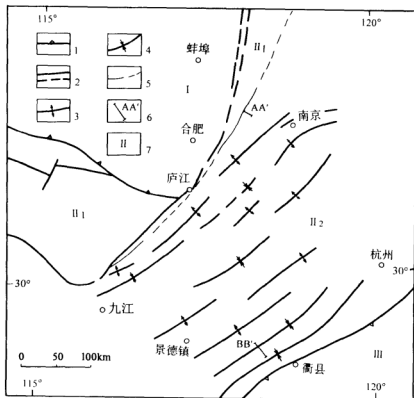 115°
120°
1
4
2
5
3
AA'
6
II
7
蚌埠
I
II₁
AA'
南京
合肥
庐江
II₁
II₂
杭州
30°
30°
九江
景德镇
BB'
III
衢县
0 50 100km
115°
120°